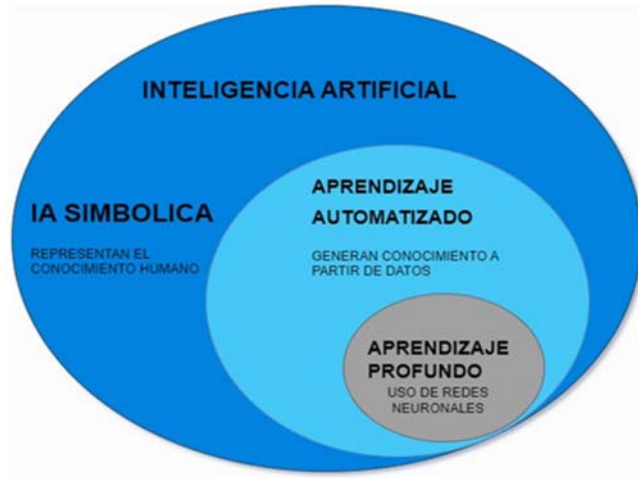 INTELIGENCIA ARTIFICIAL
IA SIMBOLICA
REPRESENTAN EL
CONOCIMIENTO HUMANO
APRENDIZAJE
AUTOMATIZADO
GENERAN CONOCIMIENTO A
PARTIR DE DATOS
APRENDIZAJE
PROFUNDO
USO DE REDES
NEURONALES